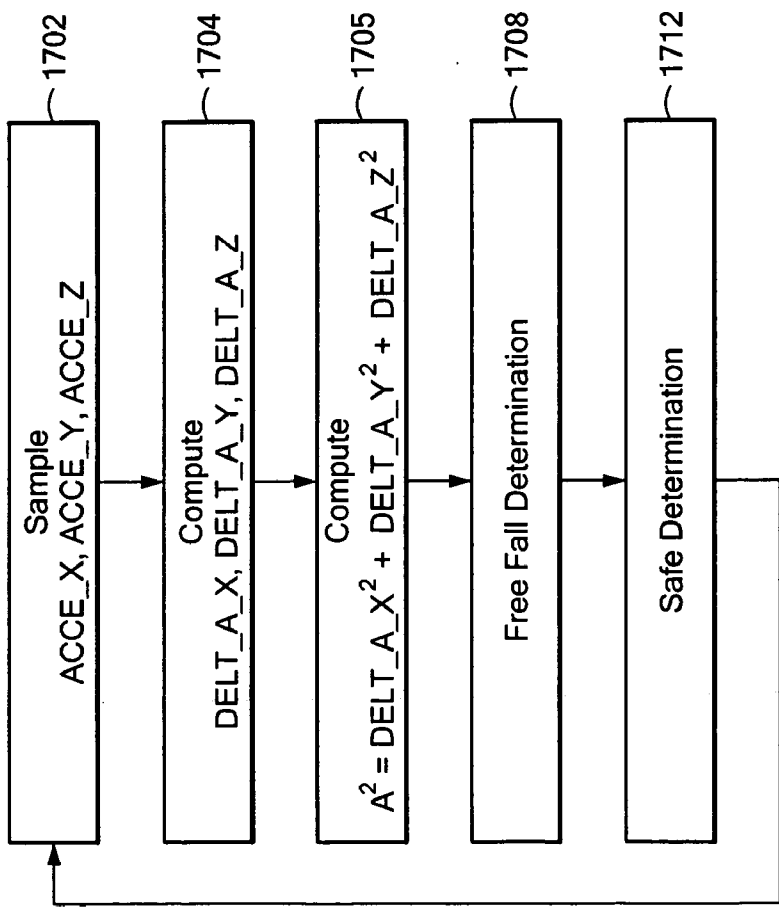 Sample
ACCE_X, ACCE_Y, ACCE_Z
1702
Compute
DELT_A_X, DELT_A_Y, DELT_A_Z
1704
Compute
A² = DELT_A_X² + DELT_A_Y² + DELT_A_Z²
1705
Free Fall Determination
1708
Safe Determination
1712